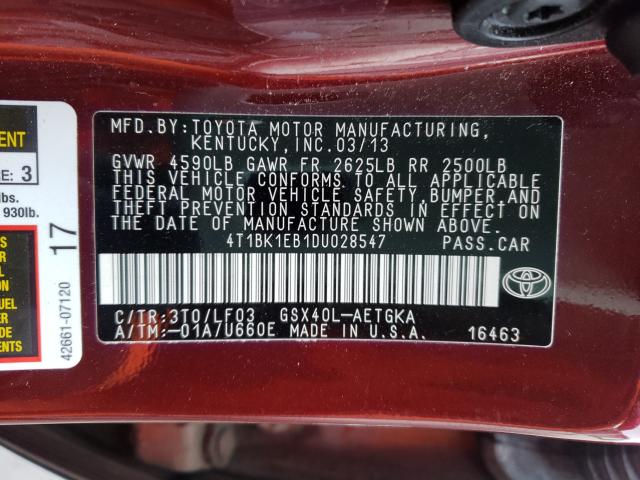 MFD.BY:TOYOTA MOTOR MANUFACTURING,
KENTUCKY,INC.03/13
GVWR 4590LB GAWR FR 2625LB RR 2500LB
THIS VEHICLE CONFORMS TO ALL APPLICABLE
FEDERAL MOTOR VEHICLE SAFETY,BUMPER,AND
THEFT PREVENTION STANDARDS IN EFFECT ON
THE DATE OF MANUFACTURE SHOWN ABOVE.
4T1BK1EB1DU028547 PASS.CAR
C/TR:3T0/LF03 GSX40L-AETGKA
A/TM:-01A/U660E MADE IN U.S.A. 16463
TOYOTA
3
lbs.
930lb.
17
42661-07120